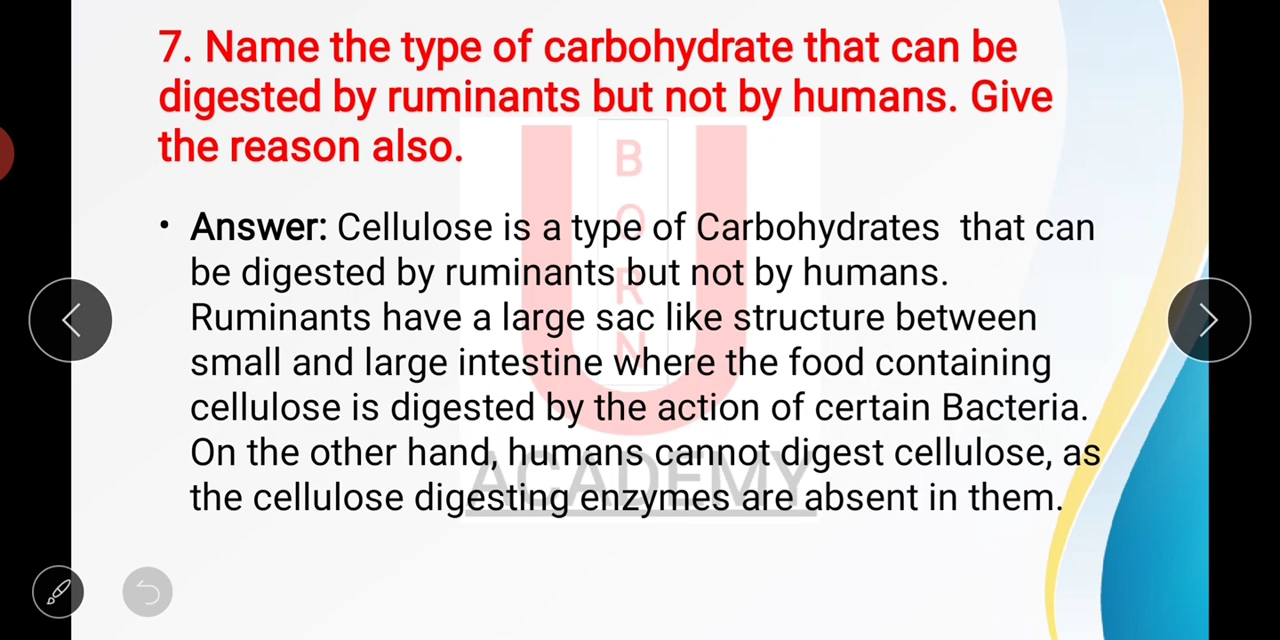 7. Name the type of carbohydrate that can be
digested by ruminants but not by humans. Give
the reason also.
• Answer: Cellulose is a type of Carbohydrates that can
be digested by ruminants but not by humans.
Ruminants have a large sac like structure between
small and large intestine where the food containing
cellulose is digested by the action of certain Bacteria.
On the other hand, humans cannot digest cellulose, as
the cellulose digesting enzymes are absent in them.
U
BORN
ACADEMY